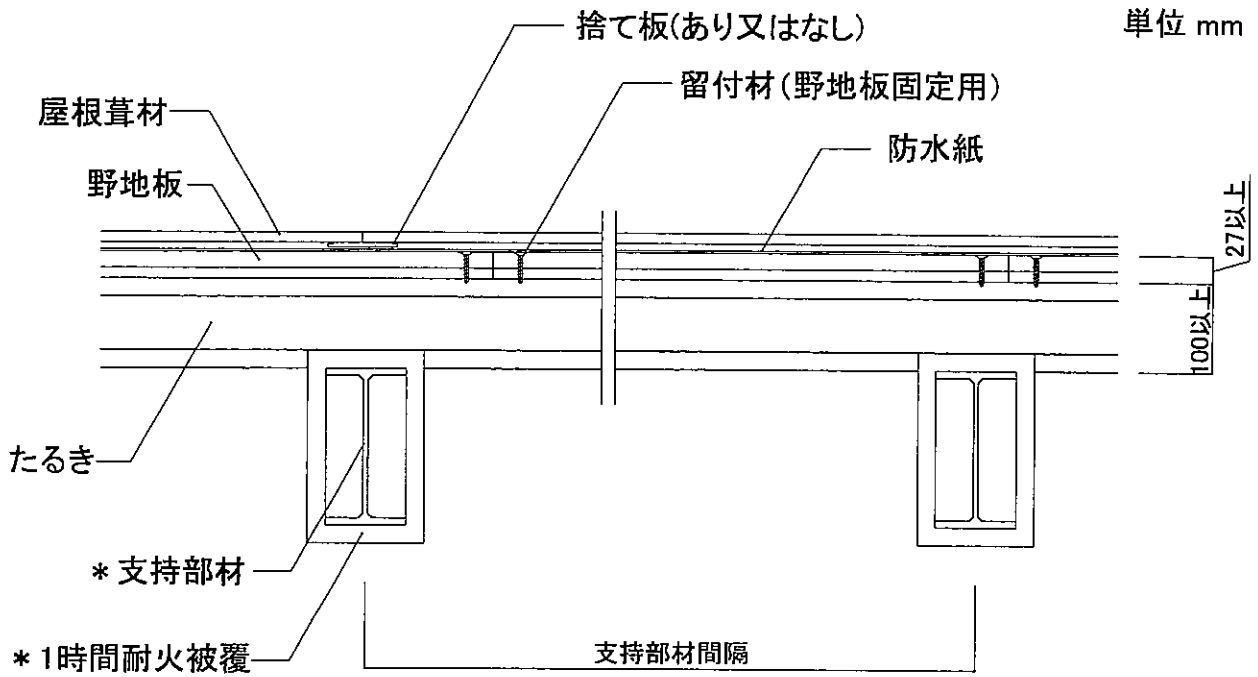 捨て板(あり又はなし)
単位 mm
留付材(野地板固定用)
屋根葺材
防水紙
野地板
27以上
100以上
たるき
*支持部材
*1時間耐火被覆
支持部材間隔